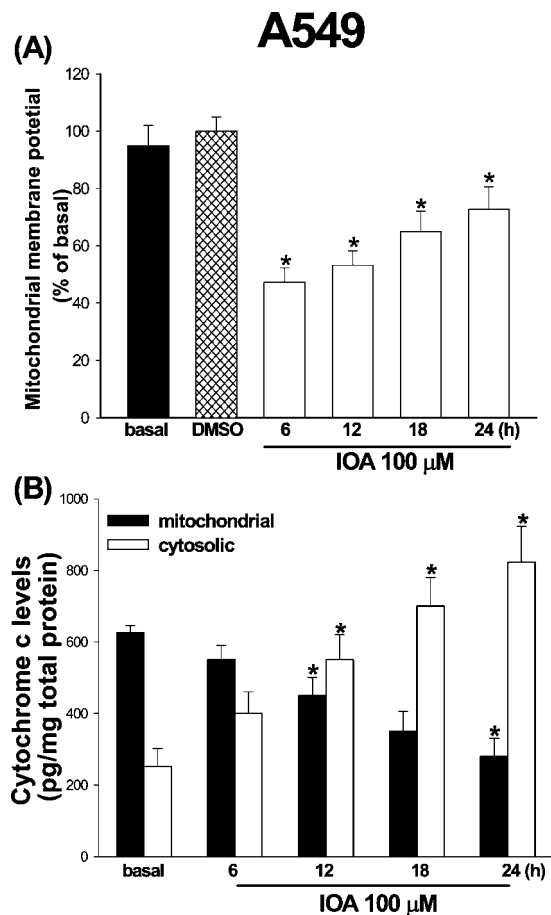 A549
(A)
Mitochondrial membrane potetial
(% of basal)
120
100
80
60
40
20
0
* * * *
basal DMSO 6 12 18 24 (h)
IOA 100 μM
(B)
Cytochrome c levels
(pg/mg total protein)
1000
800
600
400
200
0
mitochondrial
cytosolic
* * * * *
basal 6 12 18 24 (h)
IOA 100 μM